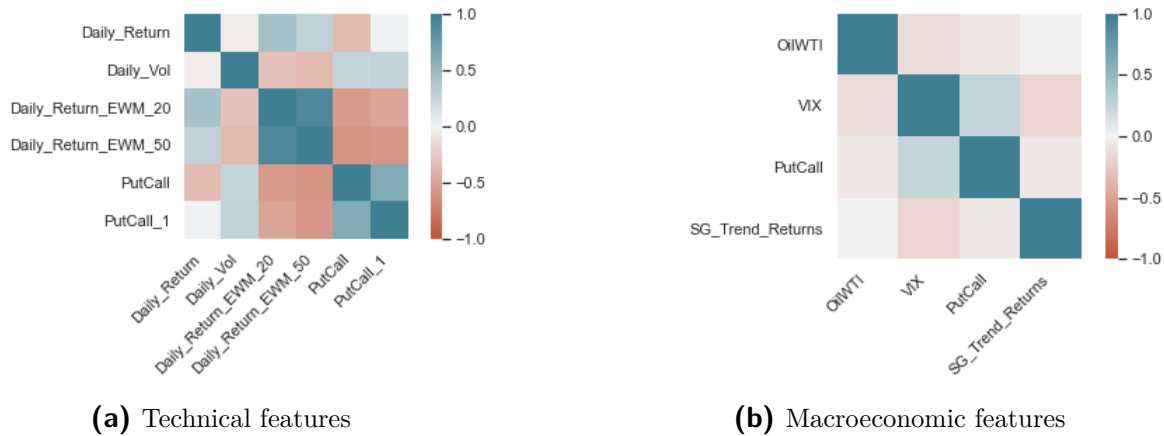 Daily_Return
Daily_Vol
Daily_Return_EWM_20
Daily_Return_EWM_50
PutCall
PutCall_1
Daily_Return
Daily_Vol
Daily_Return_EWM_20
Daily_Return_EWM_50
PutCall
PutCall_1
1.0
0.5
0.0
−0.5
−1.0
(a) Technical features
OilWTI
VIX
PutCall
SG_Trend_Returns
OilWTI
VIX
PutCall
SG_Trend_Returns
1.0
0.5
0.0
−0.5
−1.0
(b) Macroeconomic features